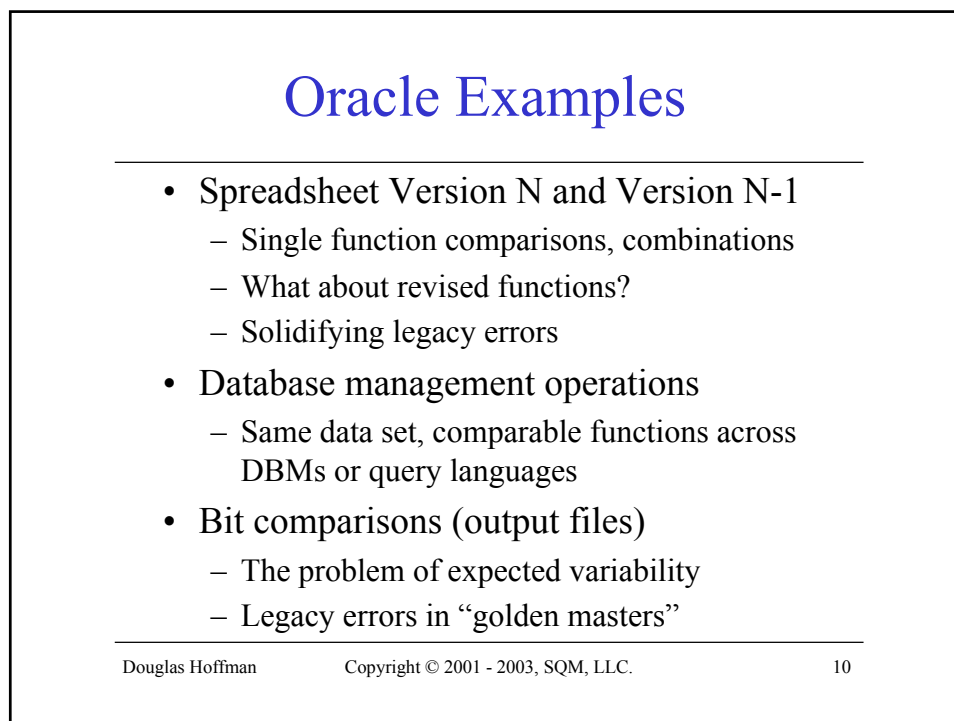 Oracle Examples
• Spreadsheet Version N and Version N-1
– Single function comparisons, combinations
– What about revised functions?
– Solidifying legacy errors
• Database management operations
– Same data set, comparable functions across
DBMs or query languages
• Bit comparisons (output files)
– The problem of expected variability
– Legacy errors in “golden masters”
Douglas Hoffman Copyright © 2001 - 2003, SQM, LLC. 10